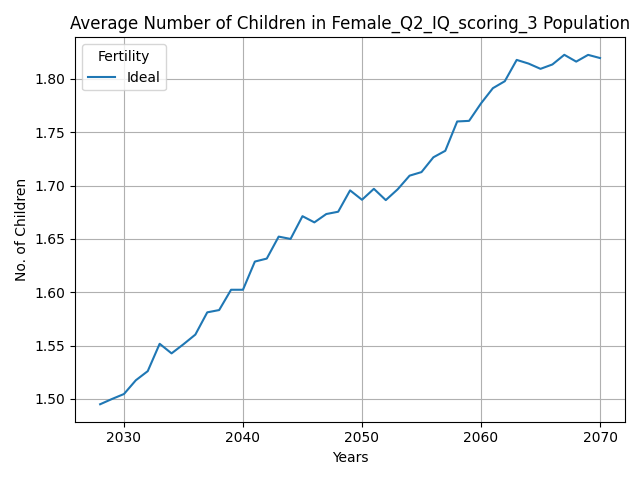 Average Number of Children in Female_Q2_IQ_scoring_3 Population
Fertility
Ideal
No. of Children
1.80
1.75
1.70
1.65
1.60
1.55
1.50
2030 2040 2050 2060 2070
Years